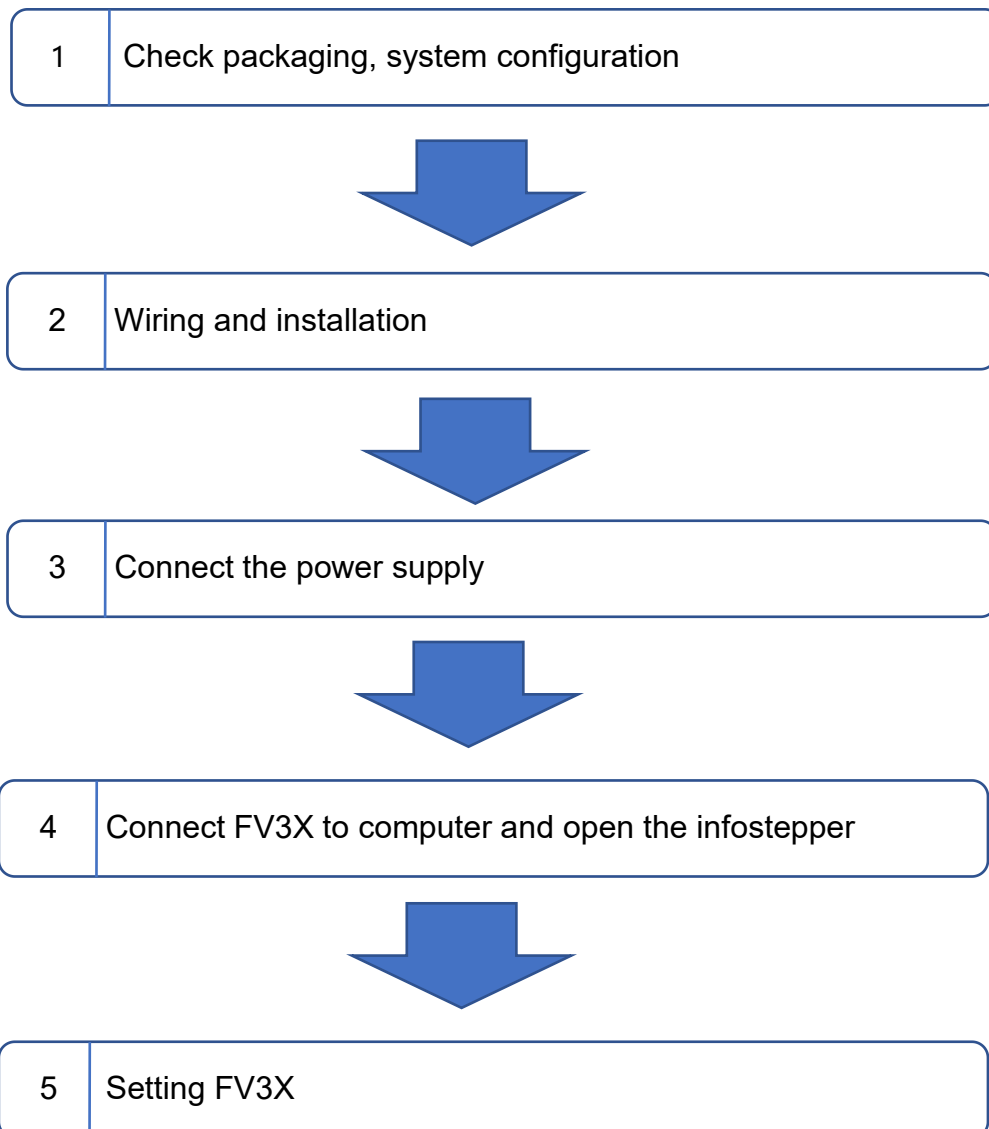 1 Check packaging, system configuration
2 Wiring and installation
3 Connect the power supply
4 Connect FV3X to computer and open the infostepper
5 Setting FV3X